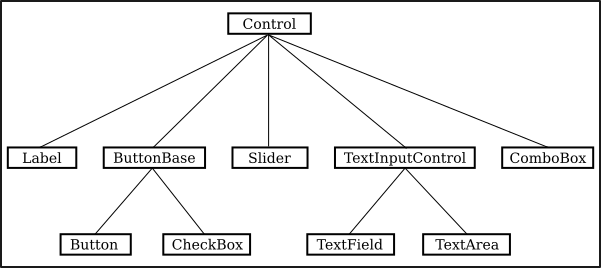 Control
Label
ButtonBase
Slider
TextInputControl
ComboBox
Button
CheckBox
TextField
TextArea